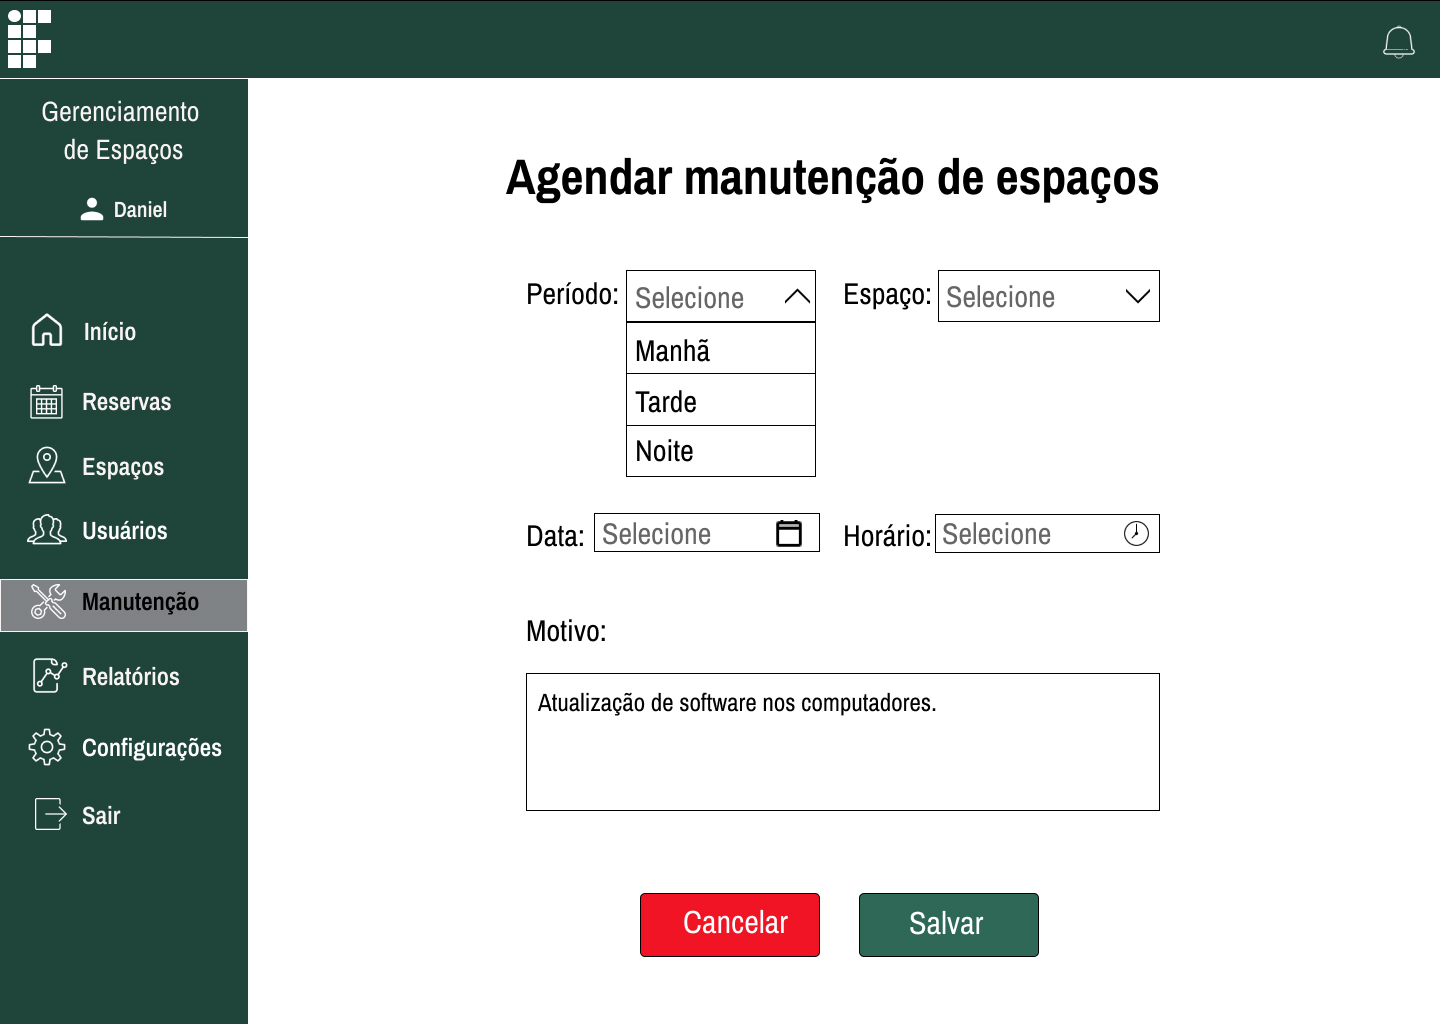 Gerenciamento
de Espaços
Daniel
Início
Reservas
Espaços
Usuários
Manutenção
Relatórios
Configurações
Sair
Agendar manutenção de espaços
Período: Selecione Espaço: Selecione
Manhã
Tarde
Noite
Data: Selecione Horário: Selecione
Motivo:
Atualização de software nos computadores.
Cancelar Salvar